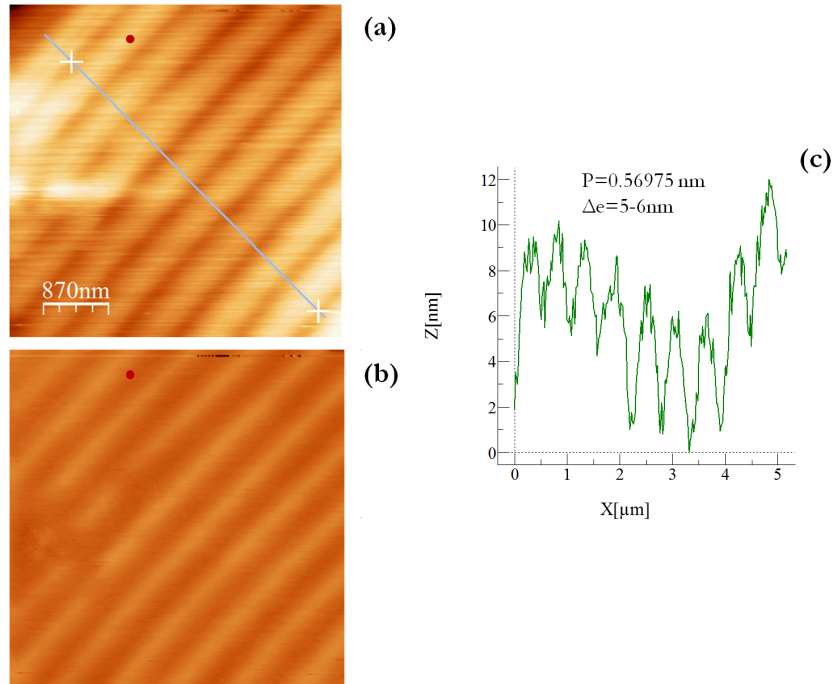 (a)
870nm
(b)
(c)
P=0.56975 nm
Δe=5-6nm
12
10
8
6
4
2
0
Z[nm]
0 1 2 3 4 5
X[µm]